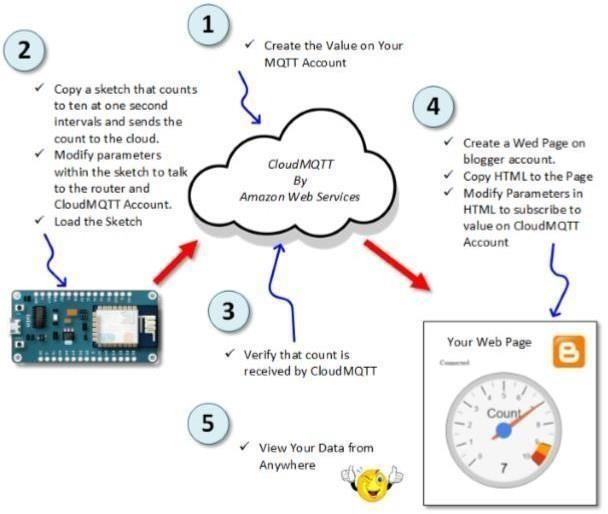 1
✓ Create the Value on Your
MQTT Account
2
✓ Copy a sketch that counts
to ten at one second
intervals and sends the
count to the cloud.
✓ Modify parameters
within the sketch to talk
to the router and
CloudMQTT Account.
✓ Load the Sketch
CloudMQTT
By
Amazon Web Services
3
✓ Verify that count is
received by CloudMQTT
4
✓ Create a Wed Page on
blogger account.
✓ Copy HTML to the Page
✓ Modify Parameters in
HTML to subscribe to
value on CloudMQTT
Account
Your Web Page
Connected
Count
7
5
✓ View Your Data from
Anywhere